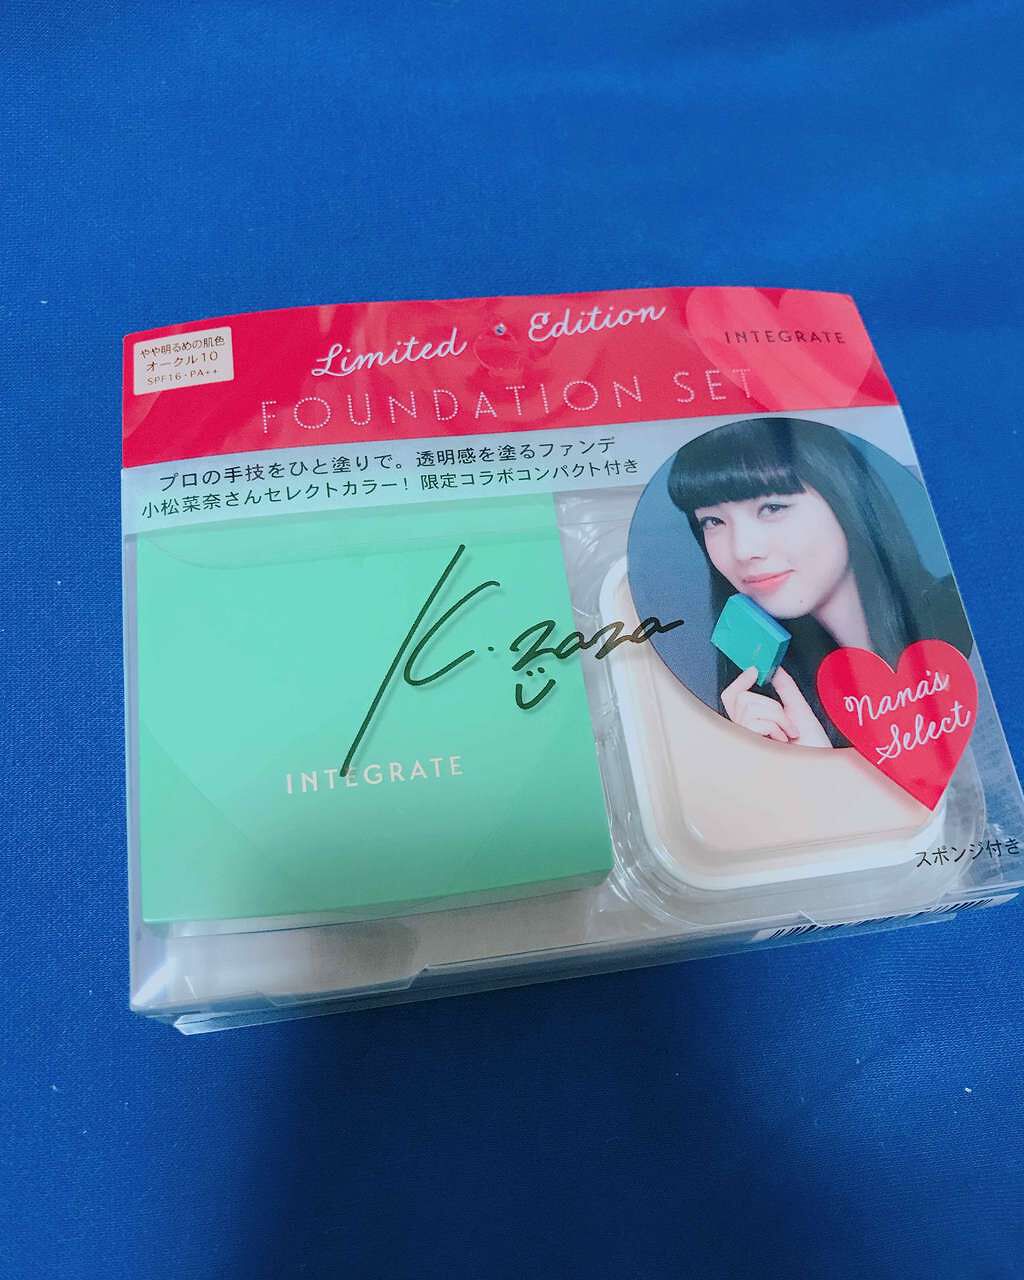 やや明るめの肌色
オークル10
SPF16・PA++
Limited Edition
INTEGRATE
FOUNDATION SET
プロの手技をひと塗りで。透明感を塗るファンデ
小松菜奈さんセレクトカラー! 限定コラボコンパクト付き
INTEGRATE
Nana's
Select
スポンジ付き